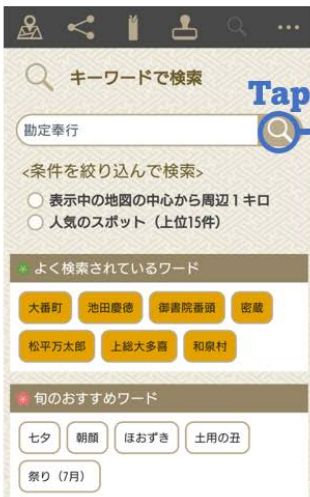 キーワードで検索
Tap
勘定奉行
<条件を絞り込んで検索>
表示中の地図の中心から周辺1キロ
人気のスポット（上位15件）
よく検索されているワード
大番町 池田慶徳 御書院番頭 密蔵
松平万太郎 上総大多喜 和泉村
旬のおすすめワード
七夕 朝顔 ほおずき 土用の丑
祭り（7月）